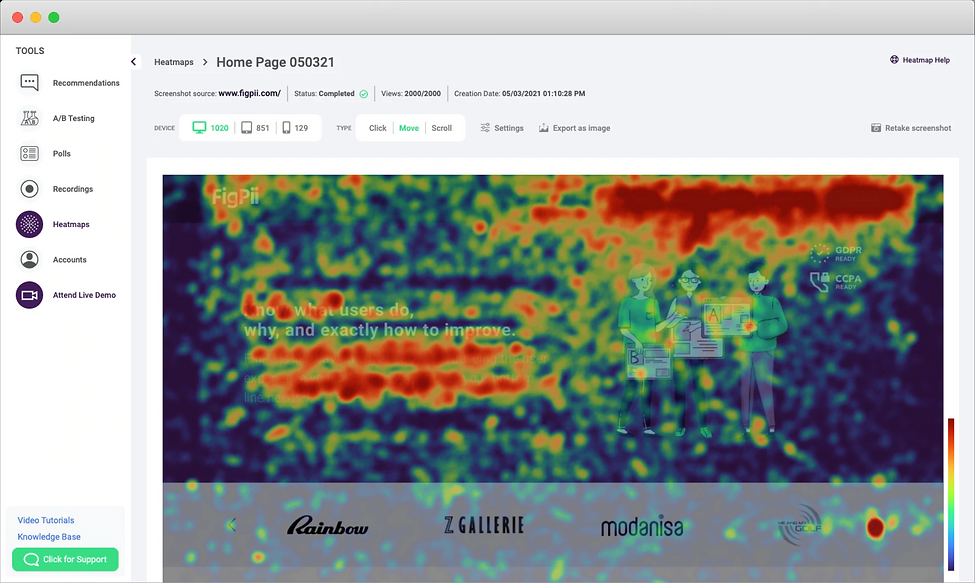 TOOLS
Recommendations
A/B Testing
Polls
Recordings
Heatmaps
Accounts
Attend Live Demo
Video Tutorials
Knowledge Base
Click for Support
Heatmaps > Home Page 050321
Heatmap Help
Screenshot source: www.figpii.com/ Status: Completed Views: 2000/2000 Creation Date: 05/03/2021 01:10:28 PM
DEVICE 1020 851 129 TYPE Click Move Scroll Settings Export as image Retake screenshot
FigPii
GDPR
READY
CCPA
READY
what users do,
why, and exactly how to improve.
A
B
Rainbow
Z GALLERIE
modanisa
GOLF